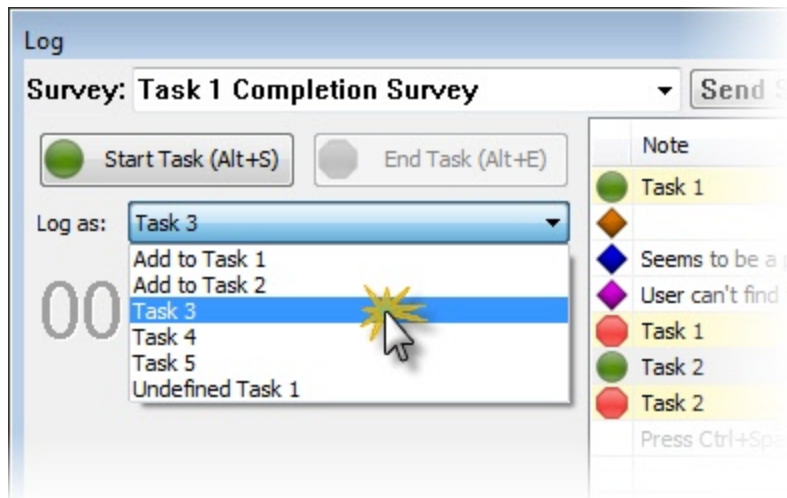 Log
Survey: Task 1 Completion Survey
Send
Start Task (Alt+S)
End Task (Alt+E)
Log as: Task 3
Add to Task 1
Add to Task 2
Task 3
Task 4
Task 5
Undefined Task 1
00
Note
Task 1
Seems to be a
User can't find
Task 1
Task 2
Task 2
Press